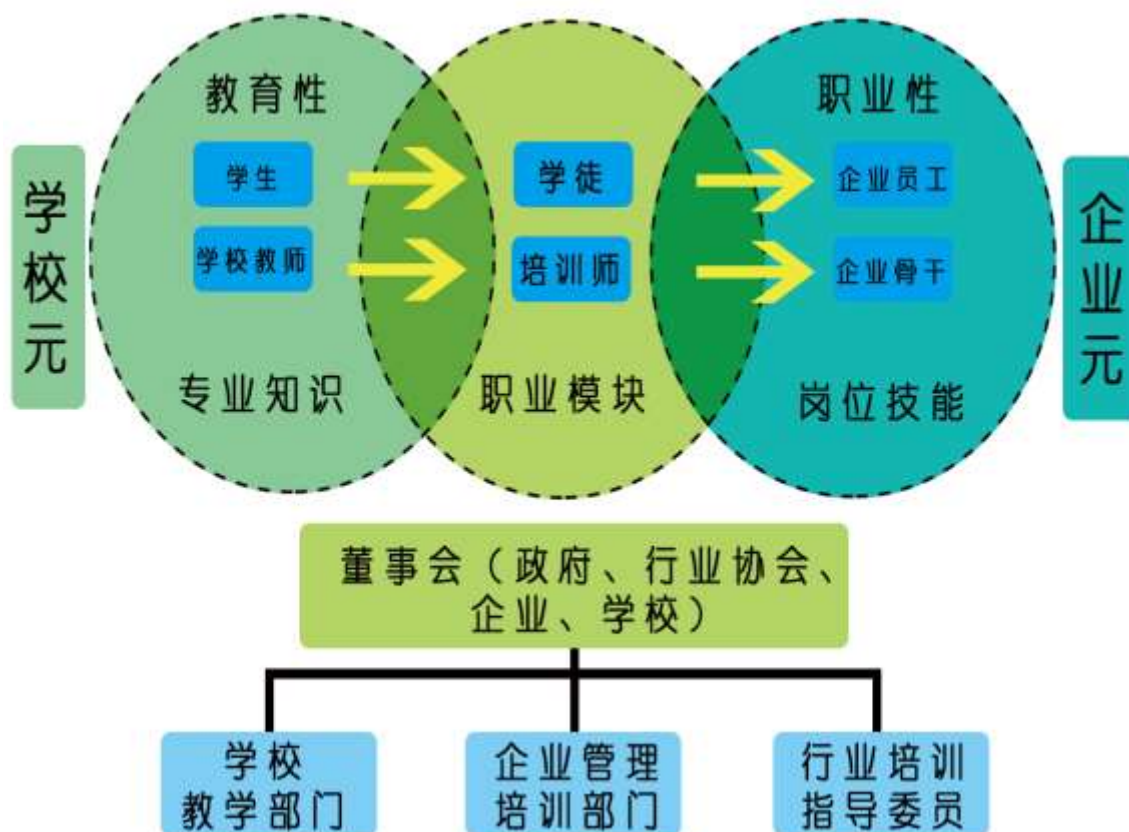 教育性
职业性
学校元
学生
学徒
企业员工
企业元
学校教师
培训师
企业骨干
专业知识
职业模块
岗位技能
董事会（政府、行业协会、
企业、学校）
学校
教学部门
企业管理
培训部门
行业培训
指导委员